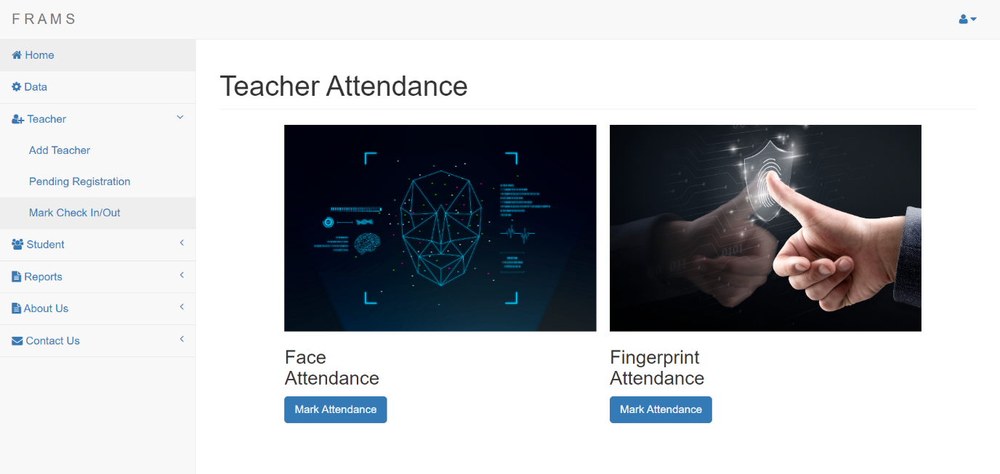 FRAMS
Home
Data
Teacher
Add Teacher
Pending Registration
Mark Check In/Out
Student
Reports
About Us
Contact Us
Teacher Attendance
Face
Attendance
Mark Attendance
Fingerprint
Attendance
Mark Attendance